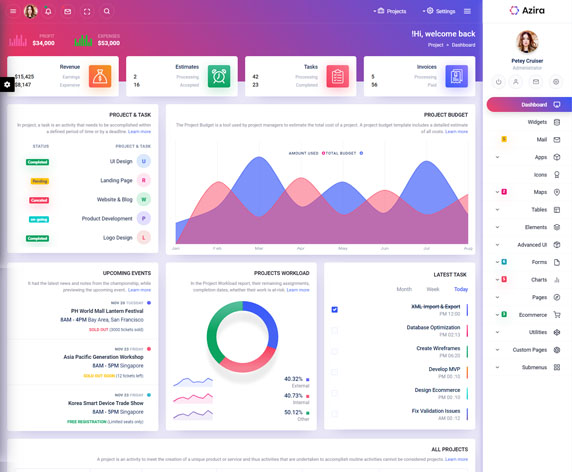 Azira
Projects
Settings
PROFIT
$34,000
EXPENSES
$53,000
!Hi, welcome back
Project
Dashboard
Petey Cruiser
Administrator
Revenue
$15,425
Earnings
$8,147
Expensive
Estimates
2
Processing
16
Accepted
Tasks
42
Processing
23
Completed
Invoices
5
Processing
56
Paid
Dashboard
Widgets
Mail
Apps
Icons
Maps
Tables
Elements
Advanced UI
Forms
Charts
Pages
Ecommerce
Utilities
Custom Pages
Submenus
PROJECT & TASK
In project, a task is an activity that needs to be accomplished within
a defined period of time or by a deadline. Learn more
STATUS
PROJECT & TASK
Completed
UI Design
U
Pending
Landing Page
R
Canceled
Website & Blog
W
on-going
Product Development
P
Completed
Logo Design
L
PROJECT BUDGET
The Project Budget is a tool used by project managers to estimate the total cost of a project. A project budget template includes a detailed estimate
of all costs. Learn more
AMOUNT USED
TOTAL BUDGET
Jan
Feb
Mar
Apr
May
Jun
Jul
Aug
UPCOMING EVENTS
It had the latest news and notes from the championship, while
previewing the upcoming event. Learn more
NOV 20 TUESDAY
PH World Mall Lantern Festival
8AM - 4PM Bay Area, San Francisco
SOLD OUT (3000 tickets sold)
NOV 23 FRIDAY
Asia Pacific Generation Workshop
8AM - 5PM Singapore
SOLD OUT SOON (12 tickets left)
NOV 23 FRIDAY
Korea Smart Device Trade Show
8AM - 5PM Singapore
FREE REGISTRATION (Limited seats only)
PROJECTS WORKLOAD
In the Project Workload report, their remaining assignments,
completion dates, whether their work is at risk. Learn more
40.32%
External
40.73%
Internal
50.12%
Other
LATEST TASK
Month
Week
Today
XML Import & Export
PM 12:00
Database Optimization
PM 02:13
Create Wireframes
PM 06:20
Develop MVP
PM 00: 10
Design Ecommerce
PM 00: 10
Fix Validation Issues
AM 00: 12
ALL PROJECTS
A project is an activity to meet the creation of a unique product or service and thus activities that are undertaken to accomplish routine activities cannot be considered projects. Learn more